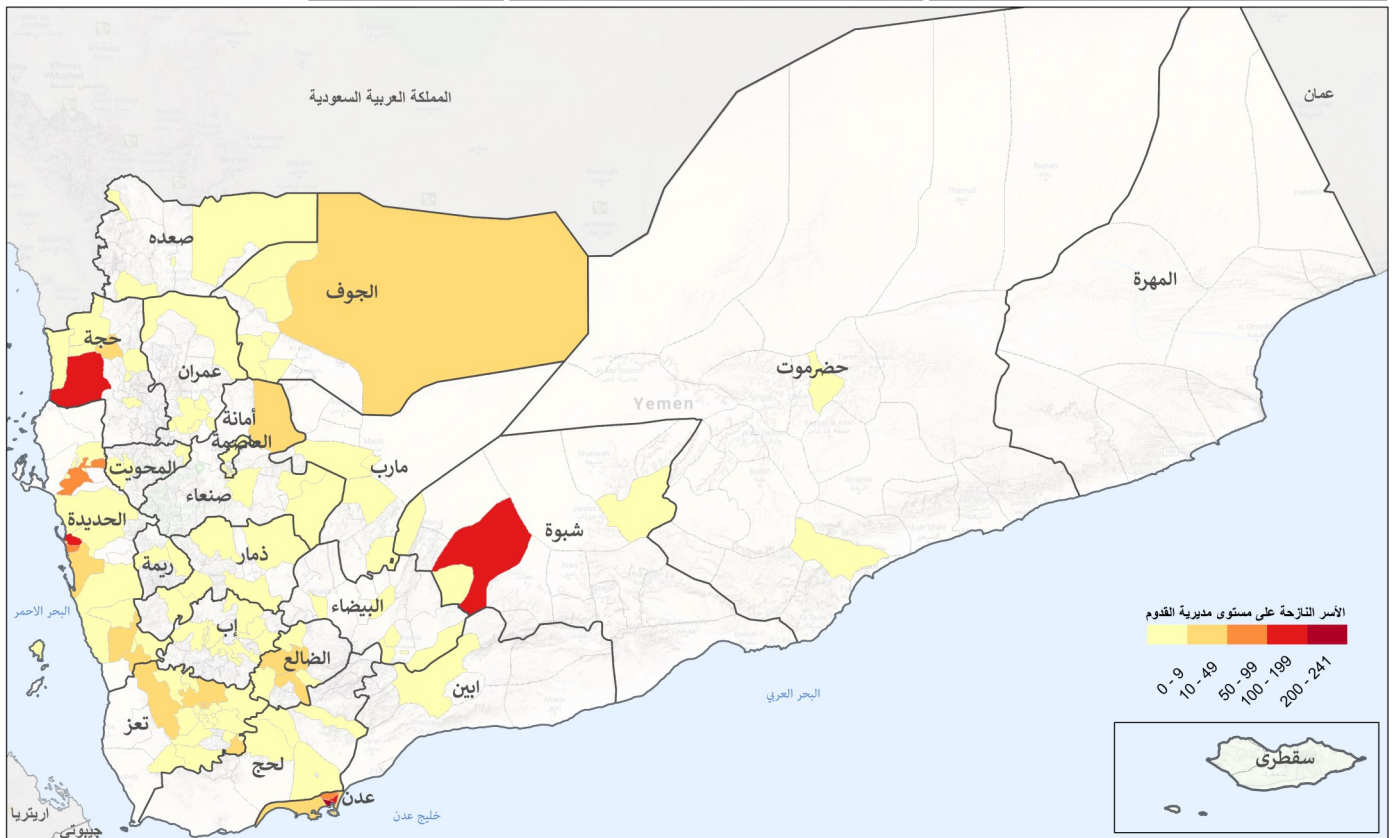 المملكة العربية السعودية
عمان
صعده
الجوف
المهرة
حجة
عمران
حضرموت
Yemen
أمانة
العاصمة
مارب
المحويت
صنعاء
الحديدة
شبوة
ذمار
ريمة
البيضاء
البحر الاحمر
إب
الضالع
ابين
البحر العربي
تعز
لحج
عدن
خليج عدن
اريتريا
جيبوتي
الأسر النازحة على مستوى مديرية القدوم
0 - 9
10 - 49
50 - 99
100 - 199
200 - 241
سقطرى